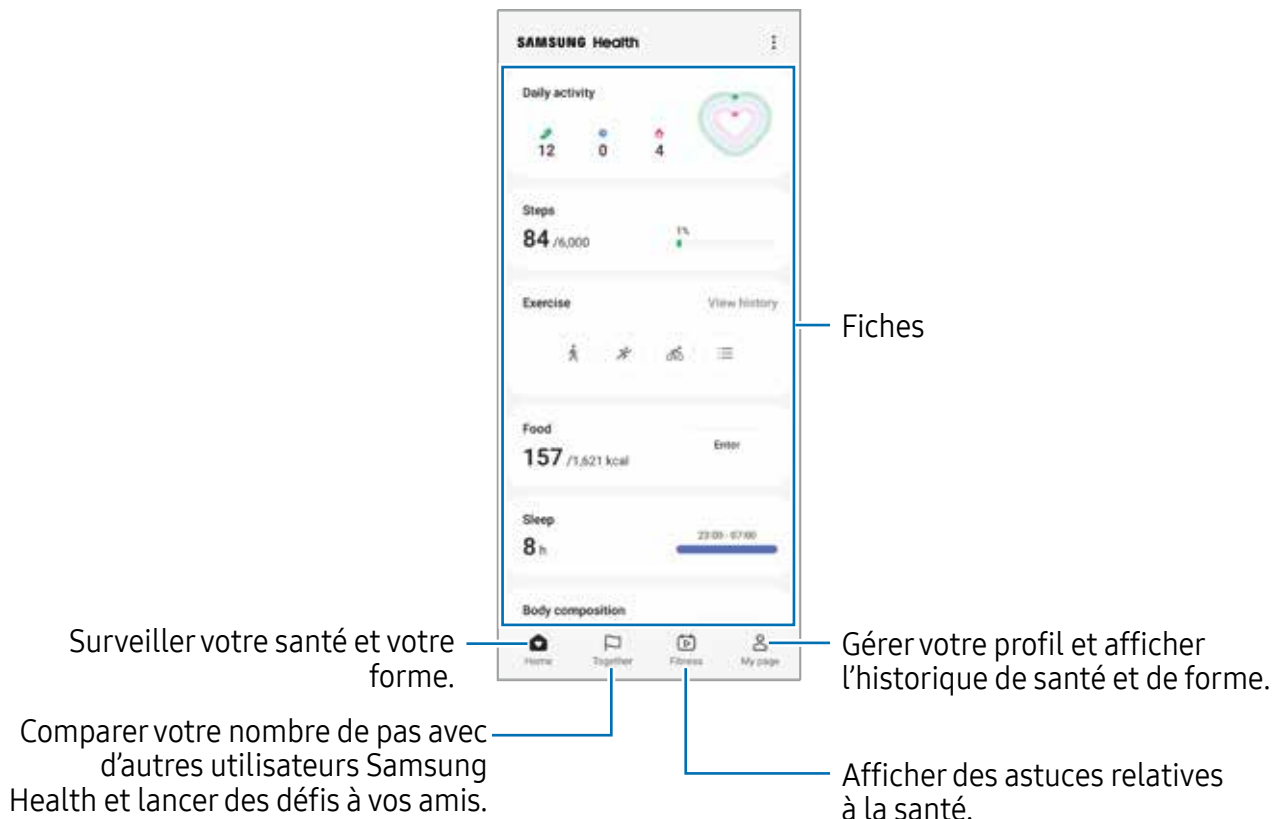 SAMSUNG Health
Daily activity
12 0 4
Steps
84 /6,000
1%
Exercise View history
Fiches
Food
157 /1,621 kcal
Enter
Sleep
8 h
23:00 - 07:00
Body composition
Home Together Fitness My page
Surveiller votre santé et votre
forme.
Gérer votre profil et afficher
l’historique de santé et de forme.
Comparer votre nombre de pas avec
d’autres utilisateurs Samsung
Health et lancer des défis à vos amis.
Afficher des astuces relatives
à la santé.